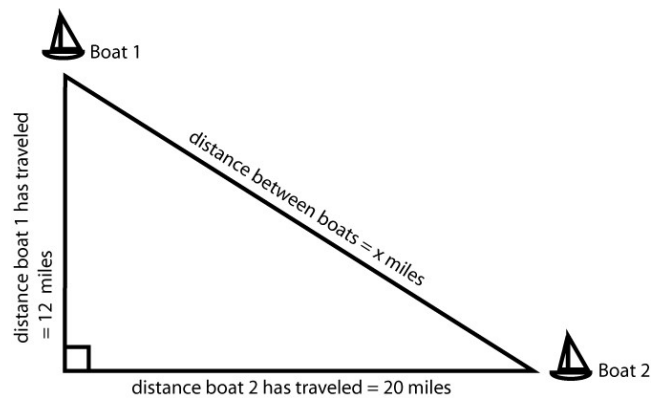 Boat 1
distance boat 1 has traveled
= 12 miles
distance between boats = x miles
Boat 2
distance boat 2 has traveled = 20 miles